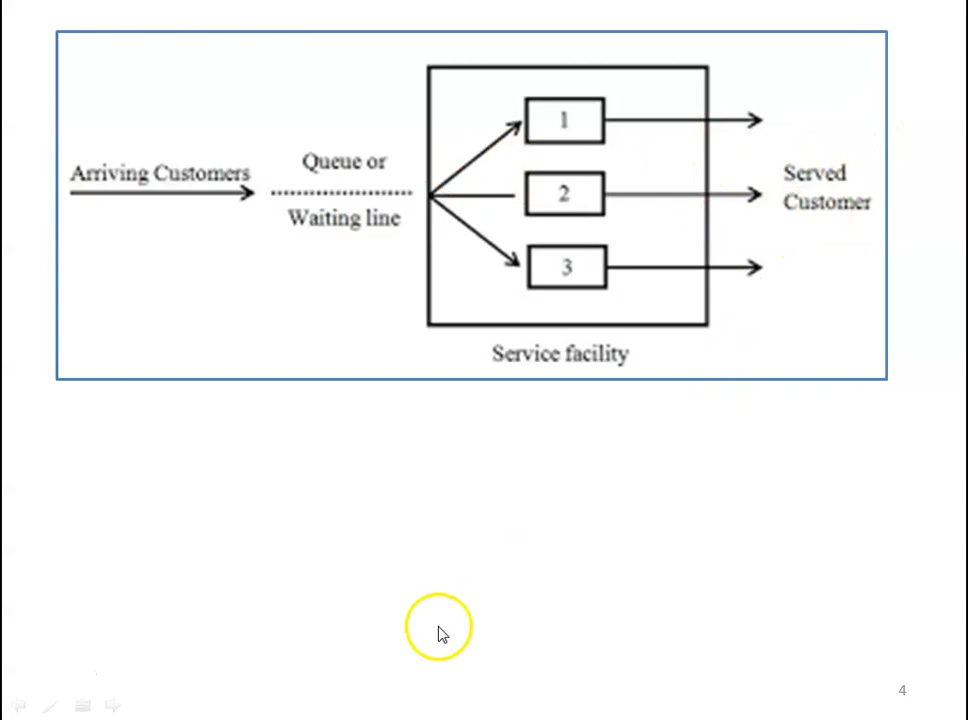 Arriving Customers
Queue or
Waiting line
1
2
3
Served
Customer
Service facility
4